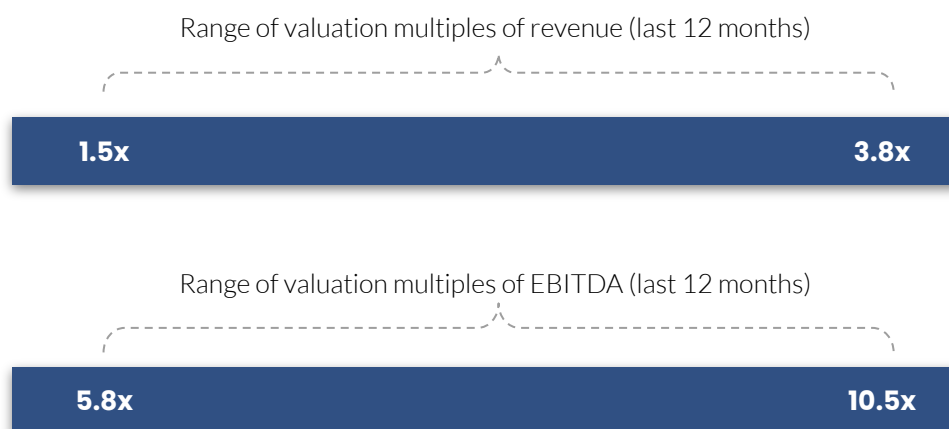 Range of valuation multiples of revenue (last 12 months)
1.5x 3.8x
Range of valuation multiples of EBITDA (last 12 months)
5.8x 10.5x